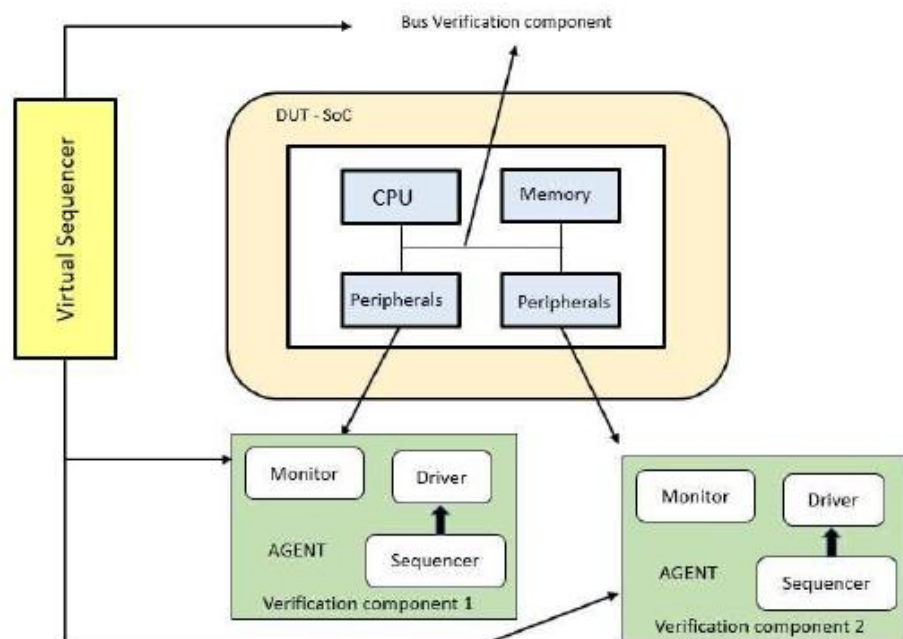 Bus Verification component
DUT - SoC
Virtual Sequencer
CPU
Memory
Peripherals
Peripherals
Monitor
Driver
AGENT
Sequencer
Verification component 1
Monitor
Driver
AGENT
Sequencer
Verification component 2